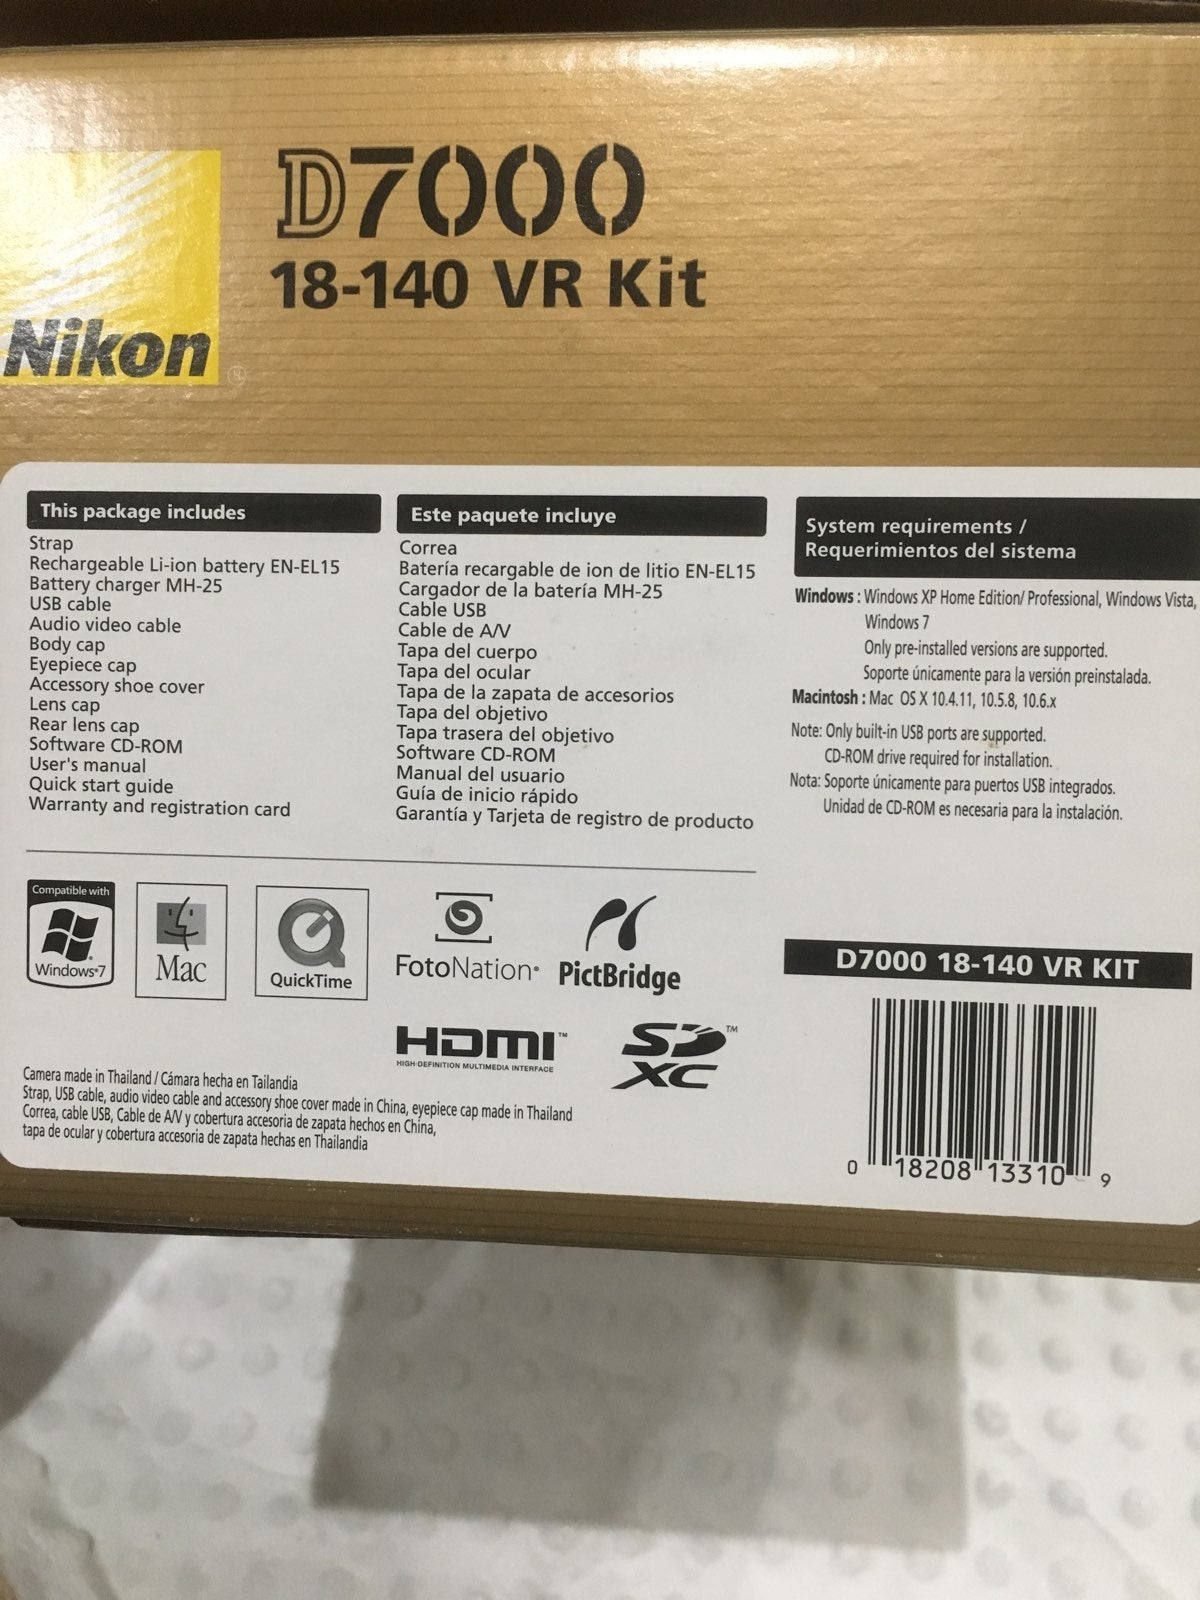 Nikon
®
D7000
18-140 VR Kit
This package includes
Strap
Rechargeable Li-ion battery EN-EL15
Battery charger MH-25
USB cable
Audio video cable
Body cap
Eyepiece cap
Accessory shoe cover
Lens cap
Rear lens cap
Software CD-ROM
User's manual
Quick start guide
Warranty and registration card
Este paquete incluye
Correa
Batería recargable de ion de litio EN-EL15
Cargador de la batería MH-25
Cable USB
Cable de A/V
Tapa del cuerpo
Tapa del ocular
Tapa de la zapata de accesorios
Tapa del objetivo
Tapa trasera del objetivo
Software CD-ROM
Manual del usuario
Guía de inicio rápido
Garantía y Tarjeta de registro de producto
System requirements /
Requerimientos del sistema
Windows : Windows XP Home Edition/ Professional, Windows Vista,
Windows 7
Only pre-installed versions are supported.
Soporte únicamente para la versión preinstalada.
Macintosh : Mac OS X 10.4.11, 10.5.8, 10.6.x
Note: Only built-in USB ports are supported.
CD-ROM drive required for installation.
Nota: Soporte únicamente para puertos USB integrados.
Unidad de CD-ROM es necesaria para la instalación.
Compatible with
Windows®7
Mac
QuickTime
FotoNation®
PictBridge
HDMI™
HIGH-DEFINITION MULTIMEDIA INTERFACE
SD™
XC
D7000 18-140 VR KIT
0 18208 13310 9
Camera made in Thailand / Cámara hecha en Tailandia
Strap, USB cable, audio video cable and accessory shoe cover made in China, eyepiece cap made in Thailand
Correa, cable USB, Cable de A/V y cobertura accesoria de zapata hechos en China,
tapa de ocular y cobertura accesoria de zapata hechas en Thailandia